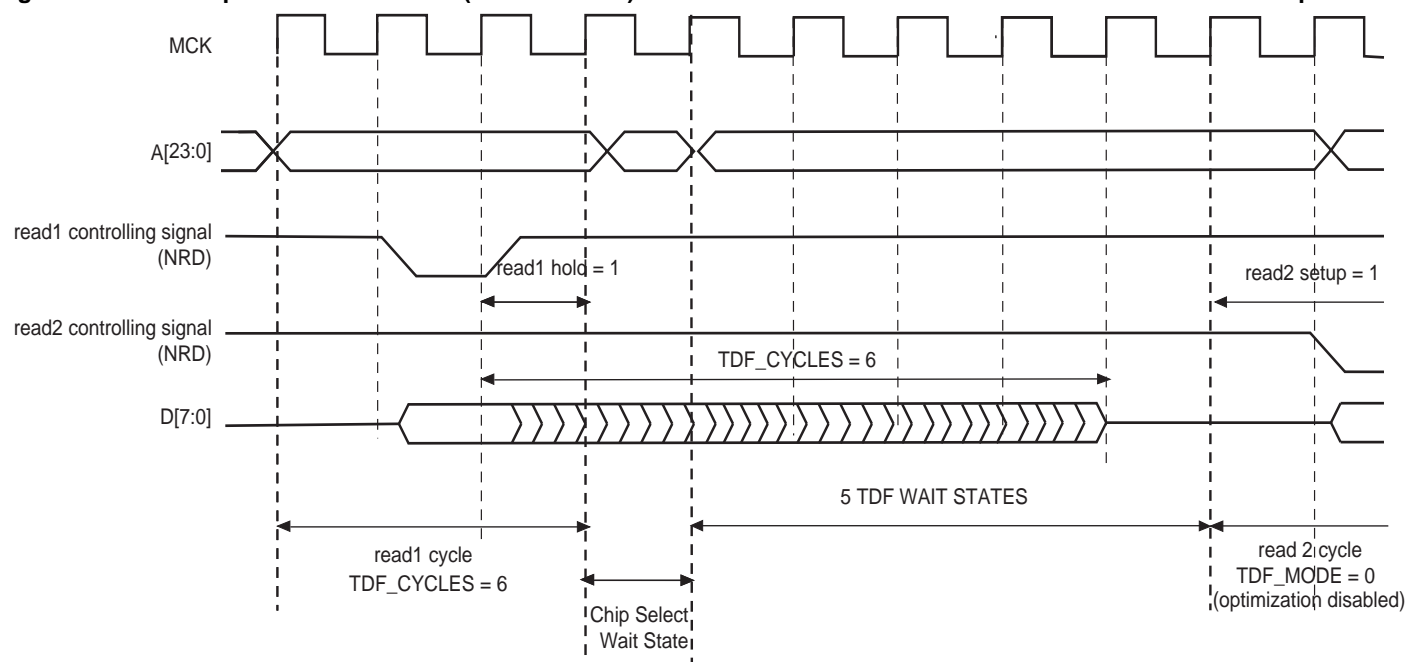 MCK
A[23:0]
read1 controlling signal
(NRD)
read1 hold = 1
read2 setup = 1
read2 controlling signal
(NRD)
TDF_CYCLES = 6
D[7:0]
5 TDF WAIT STATES
read1 cycle
TDF_CYCLES = 6
Chip Select
Wait State
read 2 cycle
TDF_MODE = 0
(optimization disabled)